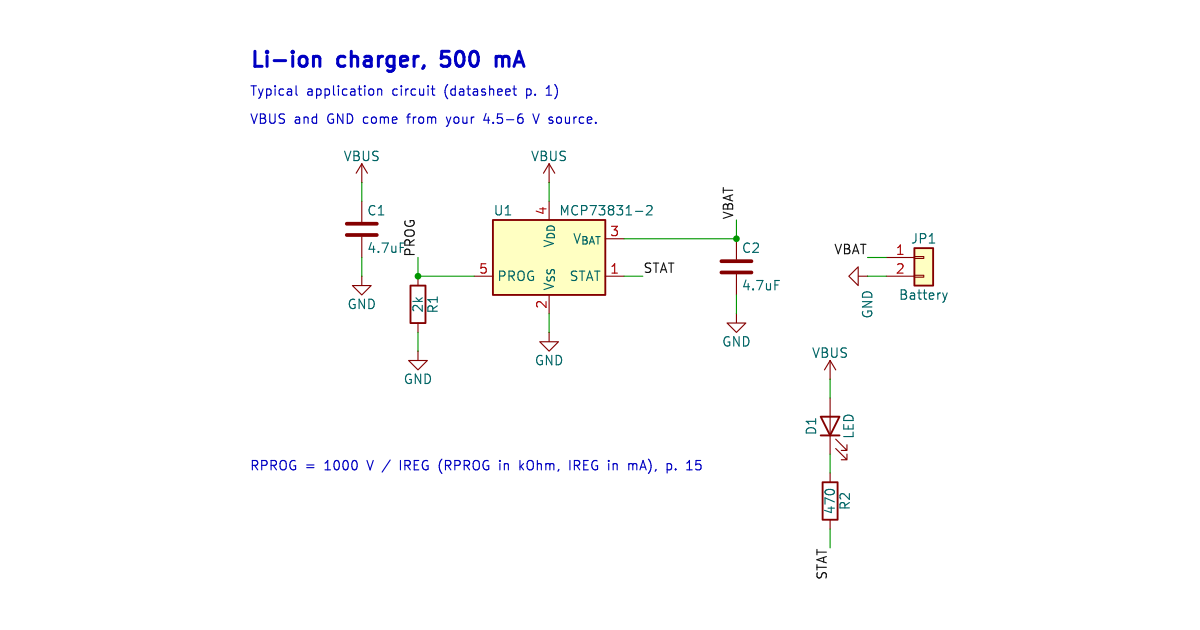 Li-ion charger, 500 mA
Typical application circuit (datasheet p. 1)
VBUS and GND come from your 4.5-6 V source.
VBUS
C1
4.7uF
GND
PROG
2k
R1
GND
VBUS
U1
MCP73831-2
4
VDD
VBAT
3
5
PROG
STAT
1
STAT
VSS
2
GND
VBAT
C2
4.7uF
GND
JP1
VBAT
1
2
GND
Battery
VBUS
D1
LED
470
R2
STAT
RPROG = 1000 V / IREG (RPROG in kOhm, IREG in mA), p. 15